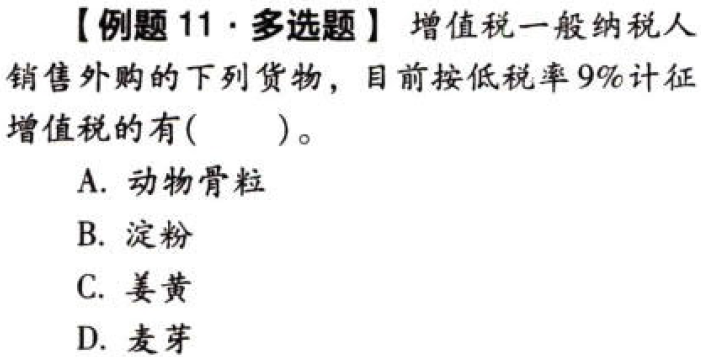 【例题 11·多选题】 增值税一般纳税人
销售外购的下列货物，目前按低税率9%计征
增值税的有(　　)。
A. 动物骨粒
B. 淀粉
C. 姜黄
D. 麦芽